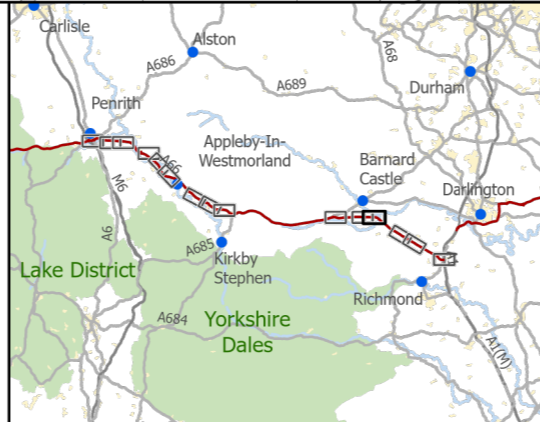 Carlisle
Alston
A686
A68
A689
Durham
Penrith
Appleby-In-
Westmorland
A66
Barnard
Castle
Darlington
M6
A6
A685
Lake District
Kirkby
Stephen
Richmond
A684
Yorkshire
Dales
A1(M)